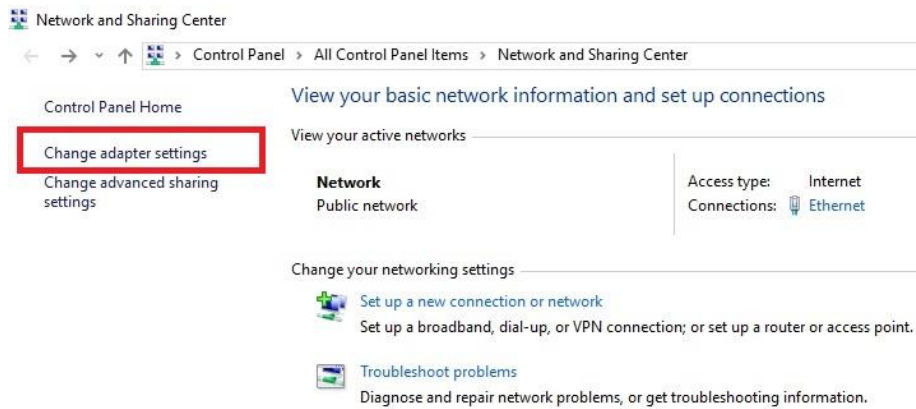 Network and Sharing Center
Control Panel > All Control Panel Items > Network and Sharing Center
Control Panel Home
Change adapter settings
Change advanced sharing
settings
View your basic network information and set up connections
View your active networks
Network
Public network
Access type: Internet
Connections: Ethernet
Change your networking settings
Set up a new connection or network
Set up a broadband, dial-up, or VPN connection; or set up a router or access point.
Troubleshoot problems
Diagnose and repair network problems, or get troubleshooting information.